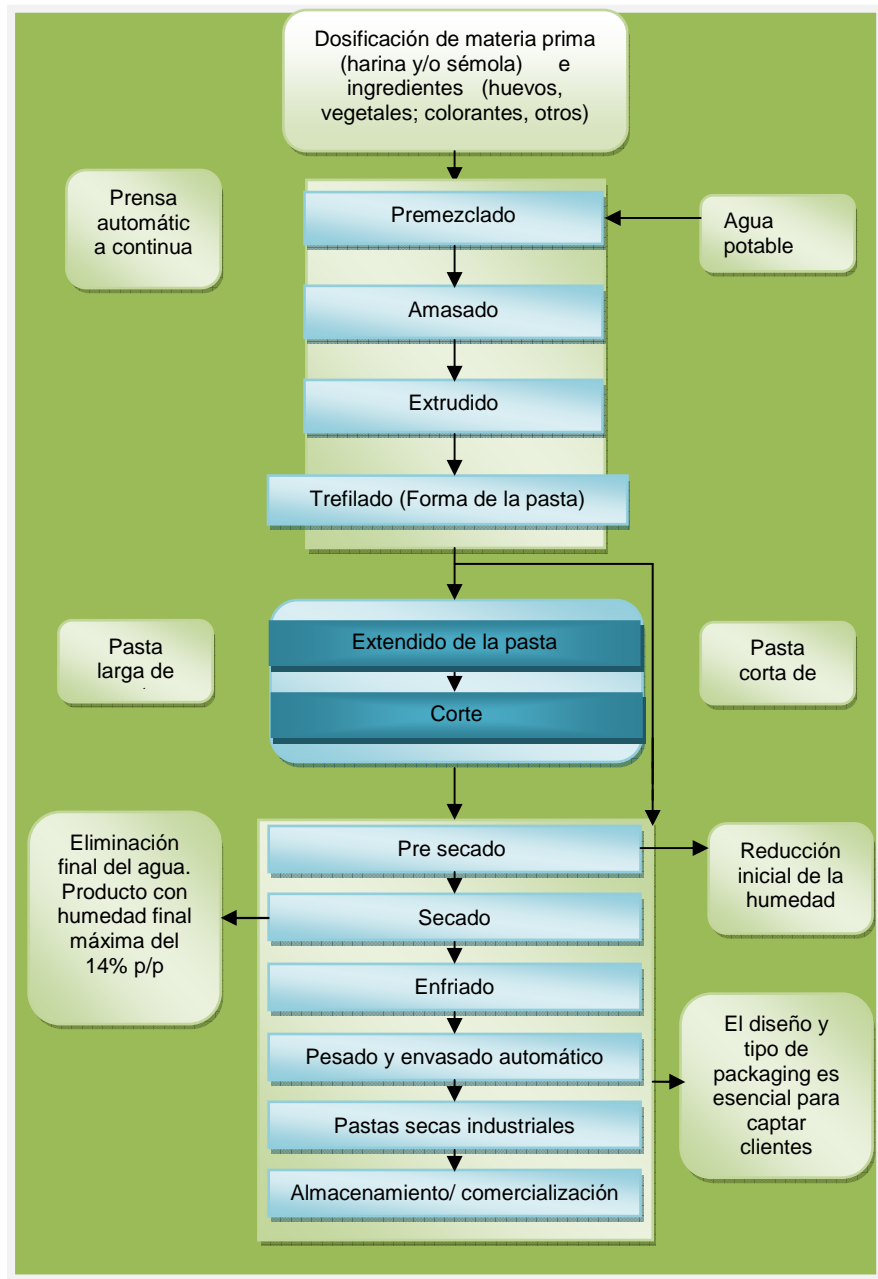 Dosificación de materia prima
(harina y/o sémola) e
ingredientes (huevos,
vegetales; colorantes, otros)
Prensa
automátic
a continua
Premezclado
Agua
potable
Amasado
Extrudido
Trefilado (Forma de la pasta)
Pasta
larga de
Extendido de la pasta
Corte
Pasta
corta de
Eliminación
final del agua.
Producto con
humedad final
máxima del
14% p/p
Pre secado
Reducción
inicial de la
humedad
Secado
Enfriado
Pesado y envasado automático
El diseño y
tipo de
packaging es
esencial para
captar
clientes
Pastas secas industriales
Almacenamiento/ comercialización